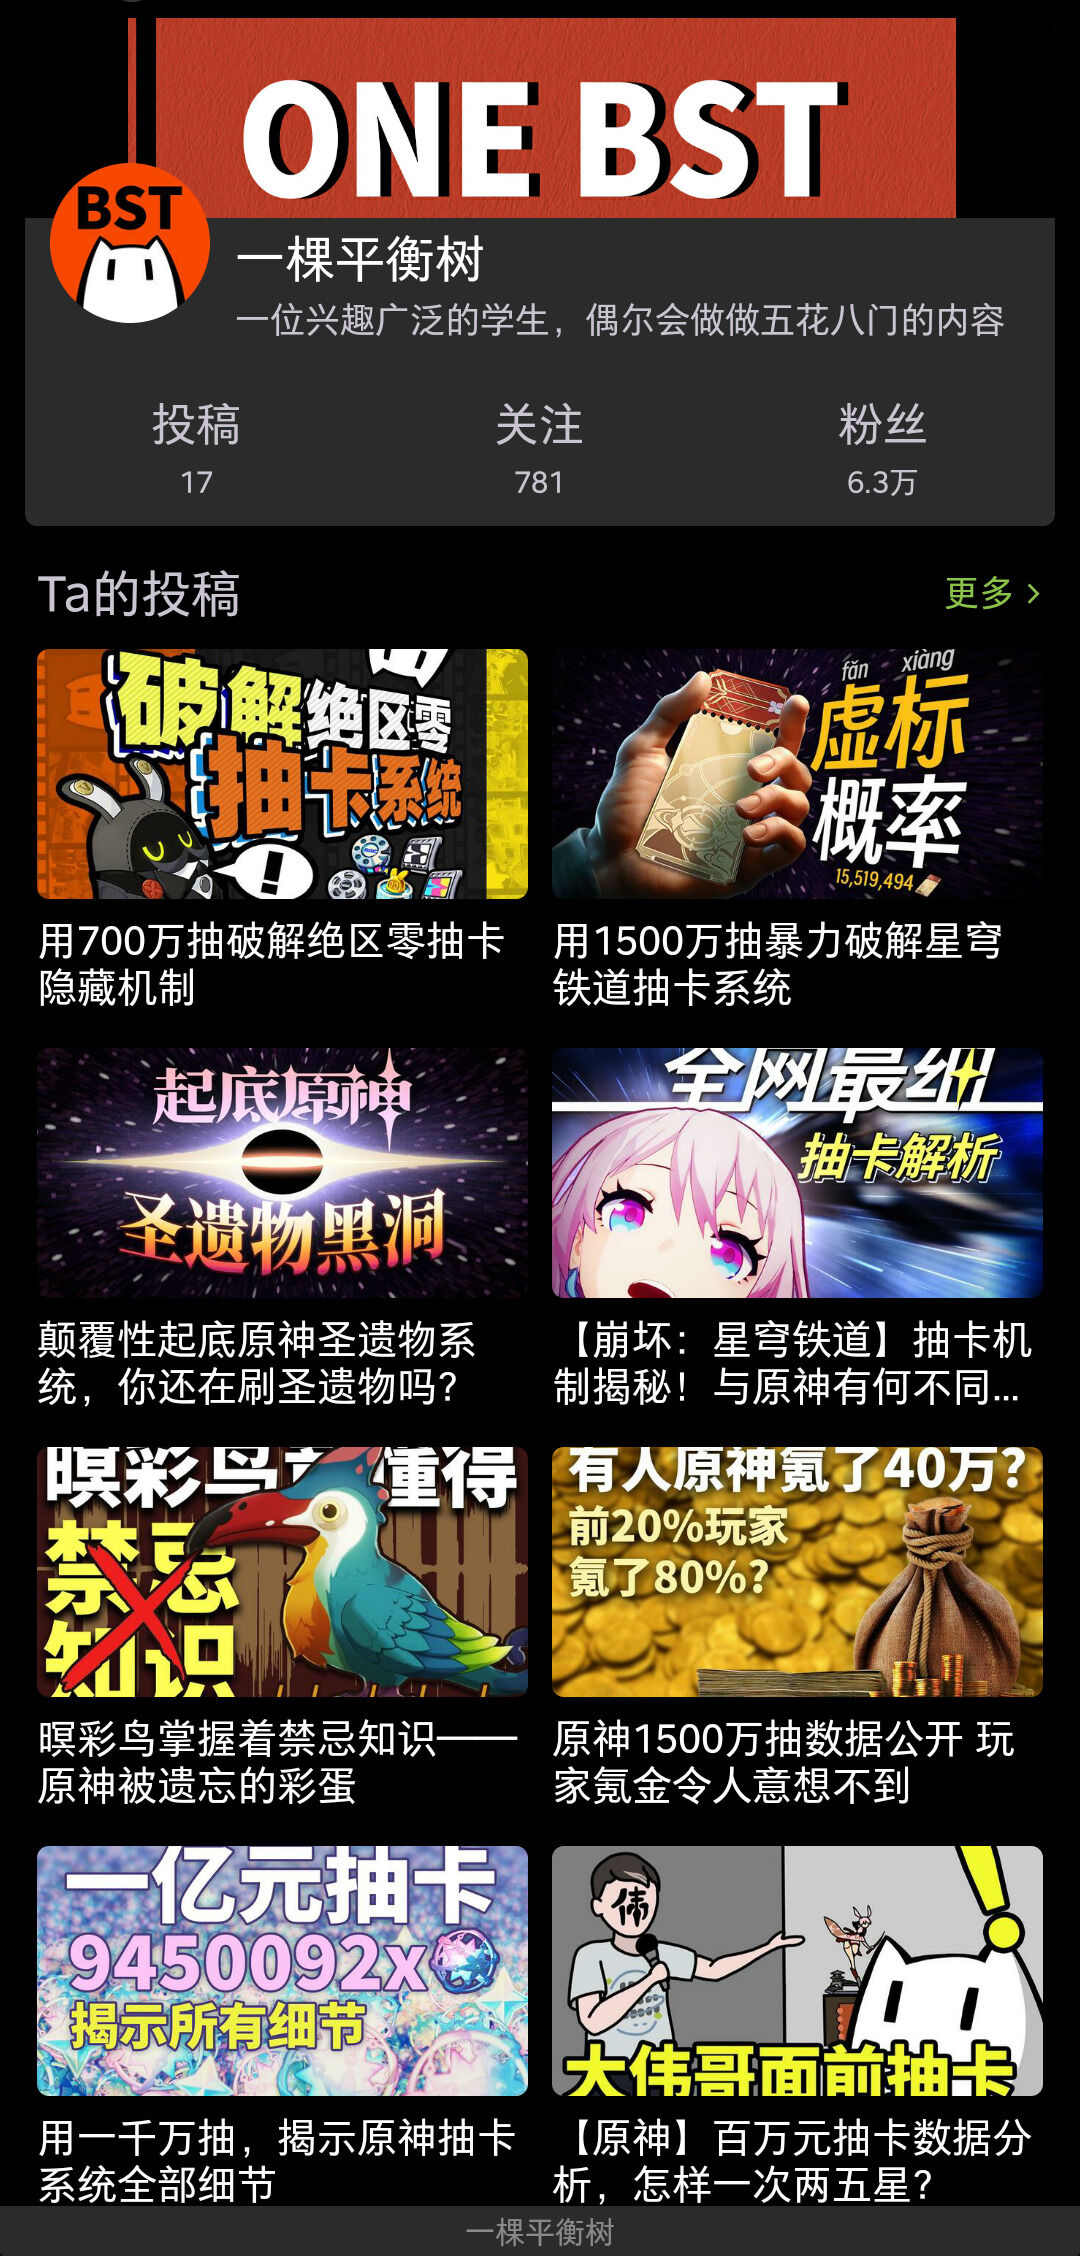 ONE BST
BST
一棵平衡树
一位兴趣广泛的学生，偶尔会做做五花八门的内容
投稿
关注
粉丝
17
781
6.3万
Ta的投稿
更多
破解绝区零
抽卡系统
fǎn xiàng
虚标
概率
15,519,494
用700万抽破解绝区零抽卡
隐藏机制
用1500万抽暴力破解星穹
铁道抽卡系统
起底原神
圣遗物黑洞
全网最细
抽卡解析
颠覆性起底原神圣遗物系
统，你还在刷圣遗物吗？
【崩坏：星穹铁道】抽卡机
制揭秘！与原神有何不同...
暝彩鸟竟懂得
禁忌
知识
有人原神氪了40万?
前20%玩家
氪了80%?
暝彩鸟掌握着禁忌知识——
原神被遗忘的彩蛋
原神1500万抽数据公开 玩
家氪金令人意想不到
一亿元抽卡
9450092x
揭示所有细节
伟
大伟哥面前抽卡
用一千万抽，揭示原神抽卡
系统全部细节
【原神】百万元抽卡数据分
析，怎样一次两五星？
一棵平衡树